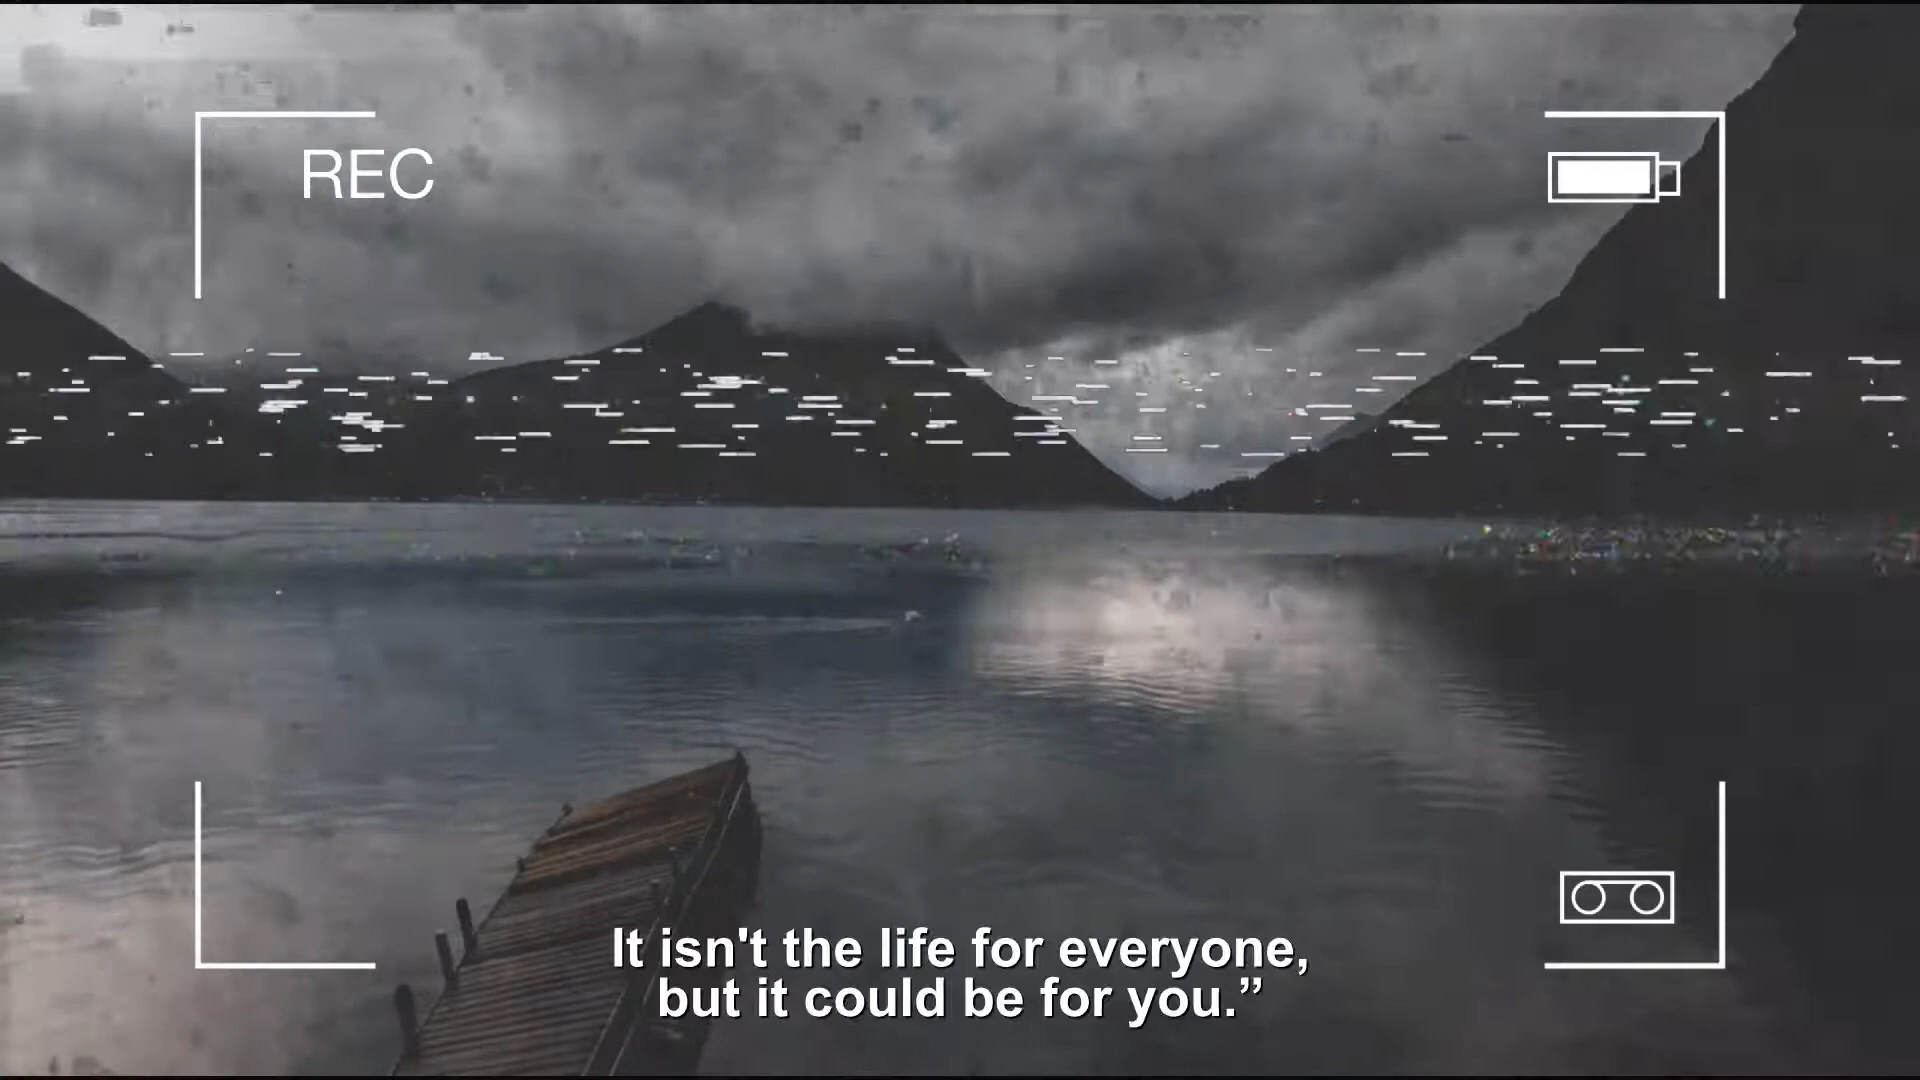 REC
It isn't the life for everyone,
but it could be for you.”